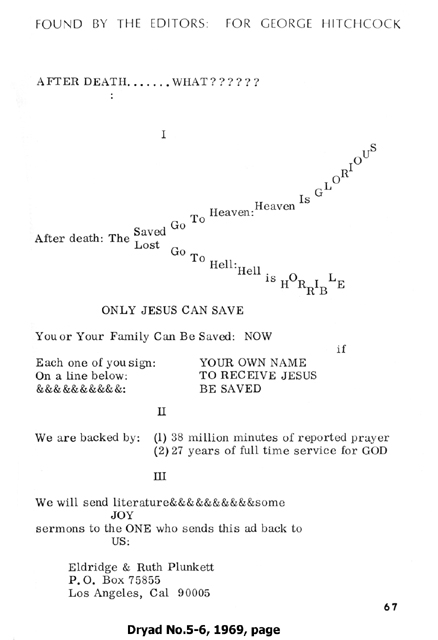 FOUND BY THE EDITORS: FOR GEORGE HITCHCOCK
AFTER DEATH.......WHAT??????
:
I
After death: The Saved Go To Heaven: Heaven Is GLORIOUS
Lost Go To Hell: Hell is HORRIBLE
ONLY JESUS CAN SAVE
You or Your Family Can Be Saved: NOW
if
Each one of you sign: YOUR OWN NAME
On a line below: TO RECEIVE JESUS
&&&&&&&&&&: BE SAVED
II
We are backed by: (1) 38 million minutes of reported prayer
(2) 27 years of full time service for GOD
III
We will send literature&&&&&&&&&&some
JOY
sermons to the ONE who sends this ad back to
US:
Eldridge & Ruth Plunkett
P. O. Box 75855
Los Angeles, Cal 90005
67
Dryad No.5-6, 1969, page